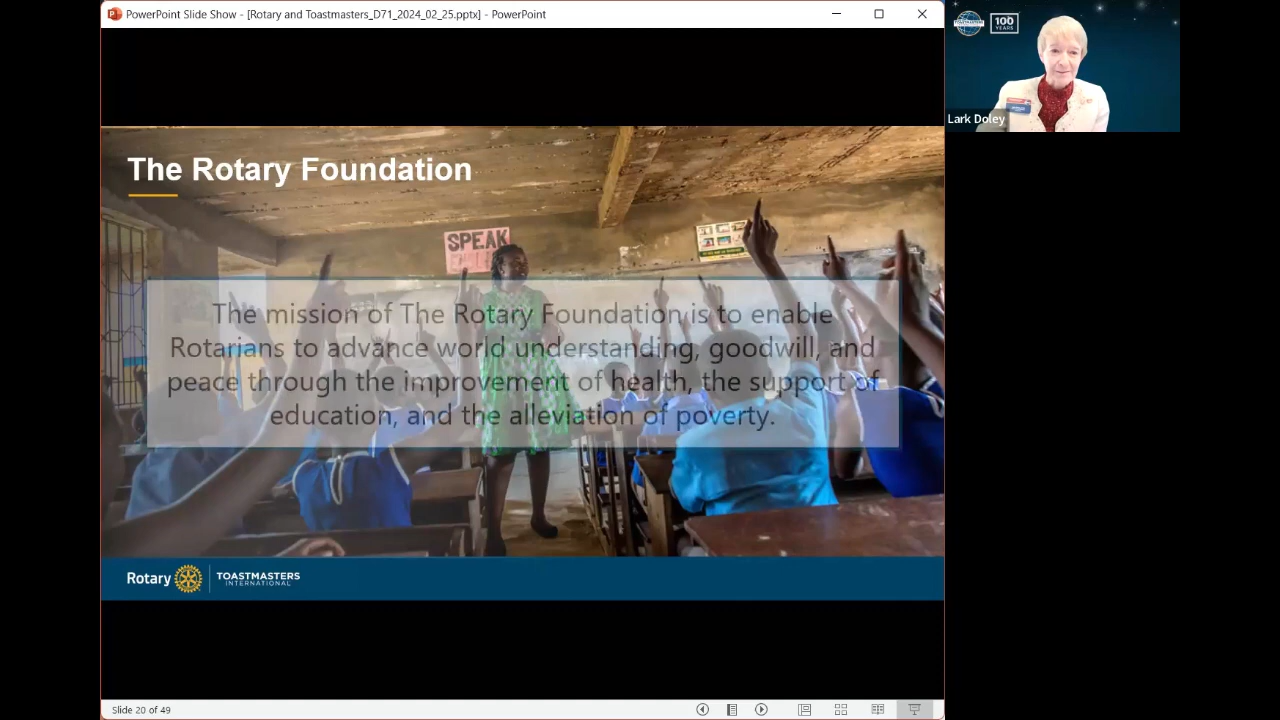 PowerPoint Slide Show - [Rotary and Toastmasters_D71_2024_02_25.pptx] - PowerPoint
TOASTMASTERS
100
YEARS
Lark Doley
The Rotary Foundation
SPEAK
The mission of The Rotary Foundation is to enable
Rotarians to advance world understanding, goodwill, and
peace through the improvement of health, the support of
education, and the alleviation of poverty.
Rotary
TOASTMASTERS
INTERNATIONAL
Slide 20 of 49